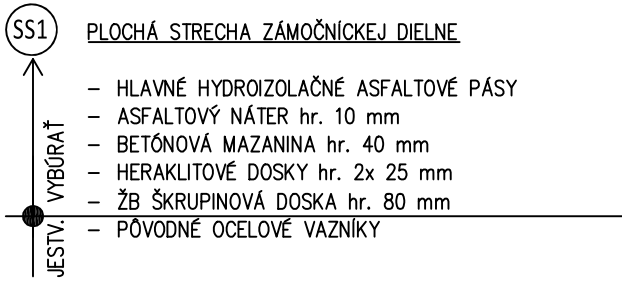 SS1
PLOCHÁ STRECHA ZÁMOČNÍCKEJ DIELNE
– HLAVNÉ HYDROIZOLAČNÉ ASFALTOVÉ PÁSY
– ASFALTOVÝ NÁTER hr. 10 mm
– BETÓNOVÁ MAZANINA hr. 40 mm
– HERAKLITOVÉ DOSKY hr. 2x 25 mm
– ŽB ŠKRUPINOVÁ DOSKA hr. 80 mm
– PÔVODNÉ OCELOVÉ VAZNÍKY
VYBÚRAŤ
JESTV.